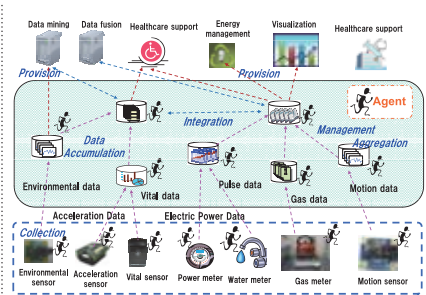 Data mining
Data fusion
Healthcare support
Energy
management
Visualization
Healthcare support
Provision
Provision
Agent
Data
Accumulation
Integration
Management
Aggregation
Environmental data
Vital data
Pulse data
Gas data
Motion data
Acceleration Data
Electric Power Data
Collection
Environmental
sensor
Acceleration
sensor
Vital sensor
Power meter
Water meter
Gas meter
Motion sensor